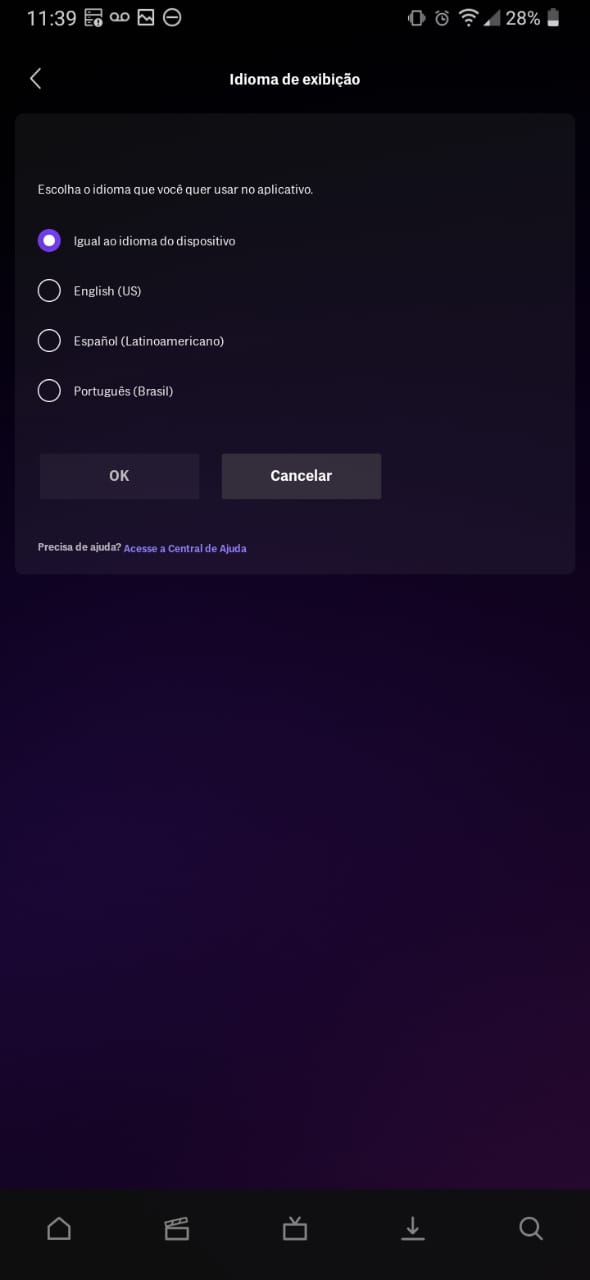 11:39 28%
Idioma de exibição
Escolha o idioma que você quer usar no aplicativo.
Igual ao idioma do dispositivo
English (US)
Español (Latinoamericano)
Português (Brasil)
OK Cancelar
Precisa de ajuda? Acesse a Central de Ajuda